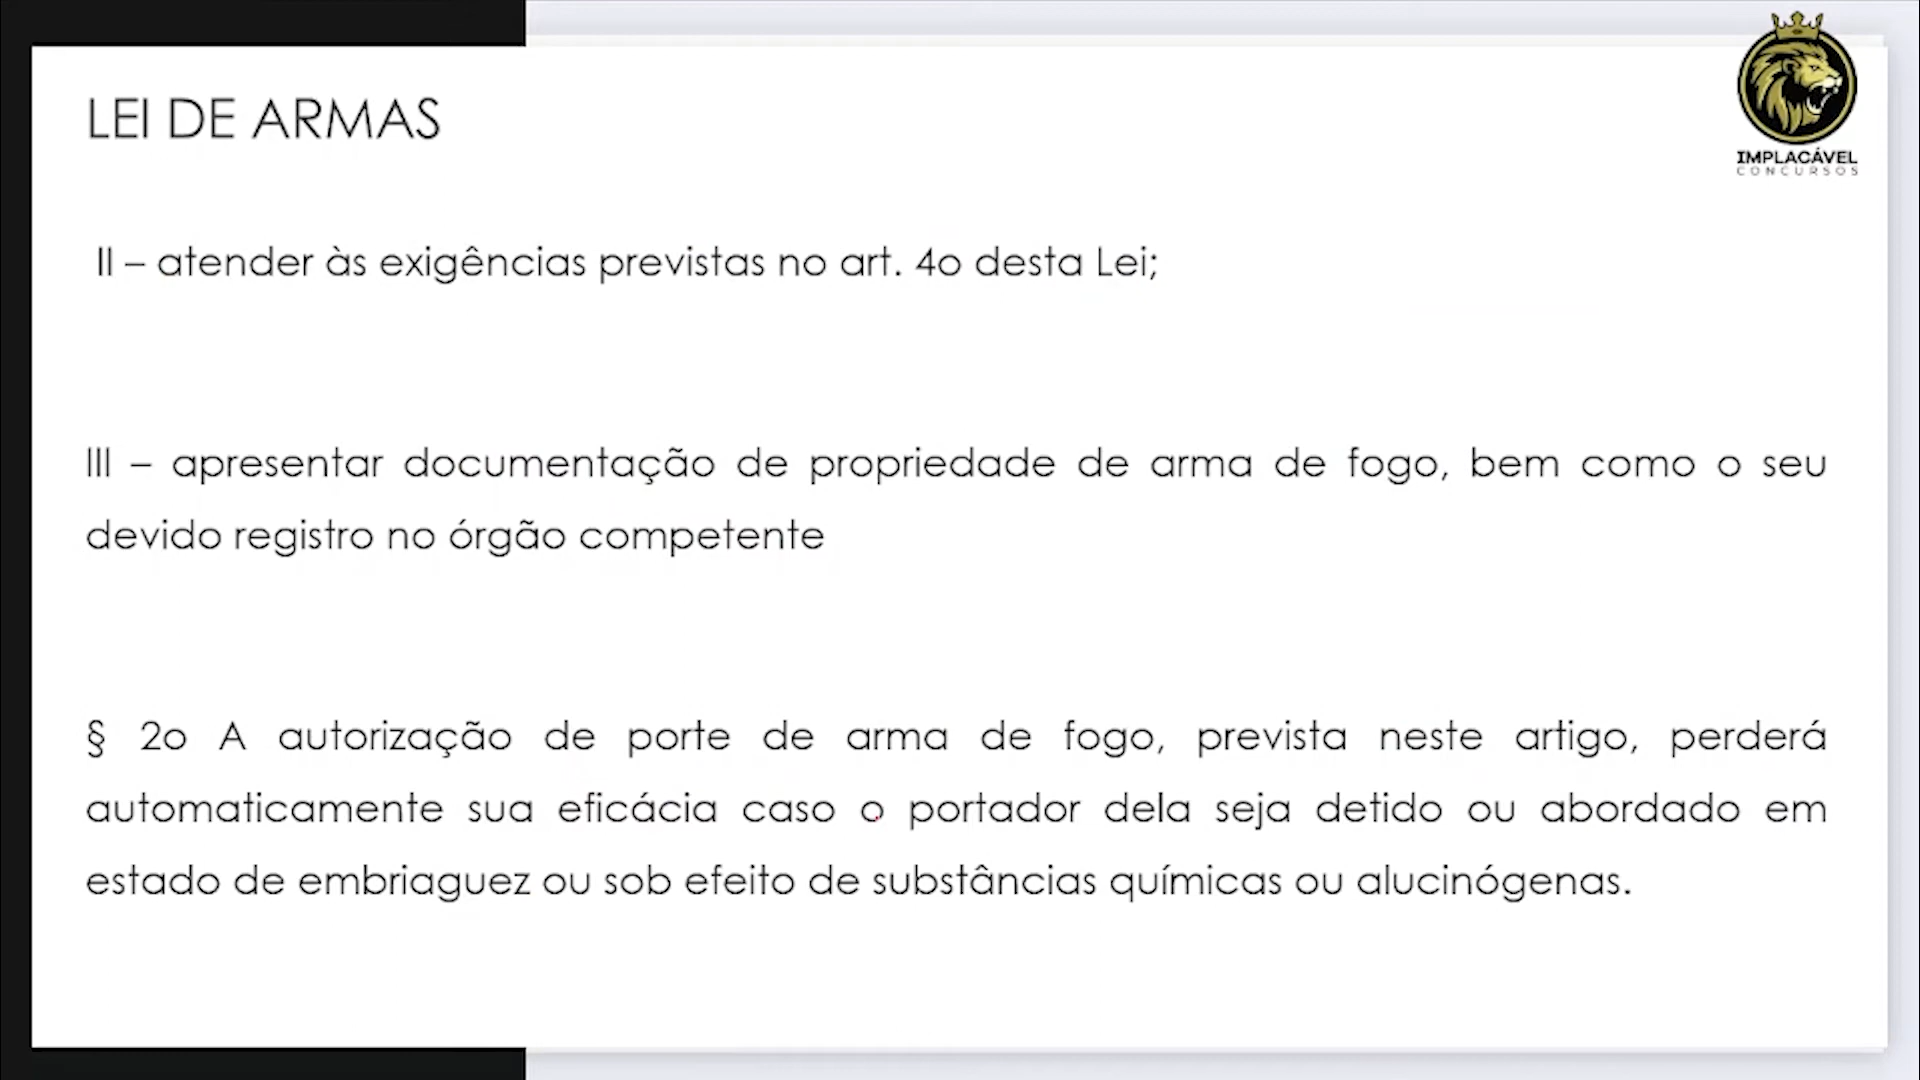 LEI DE ARMAS
IMPLACÁVEL
CONCURSOS
II – atender às exigências previstas no art. 4o desta Lei;
III – apresentar documentação de propriedade de arma de fogo, bem como o seu
devido registro no órgão competente
§ 2o A autorização de porte de arma de fogo, prevista neste artigo, perderá
automaticamente sua eficácia caso o portador dela seja detido ou abordado em
estado de embriaguez ou sob efeito de substâncias químicas ou alucinógenas.